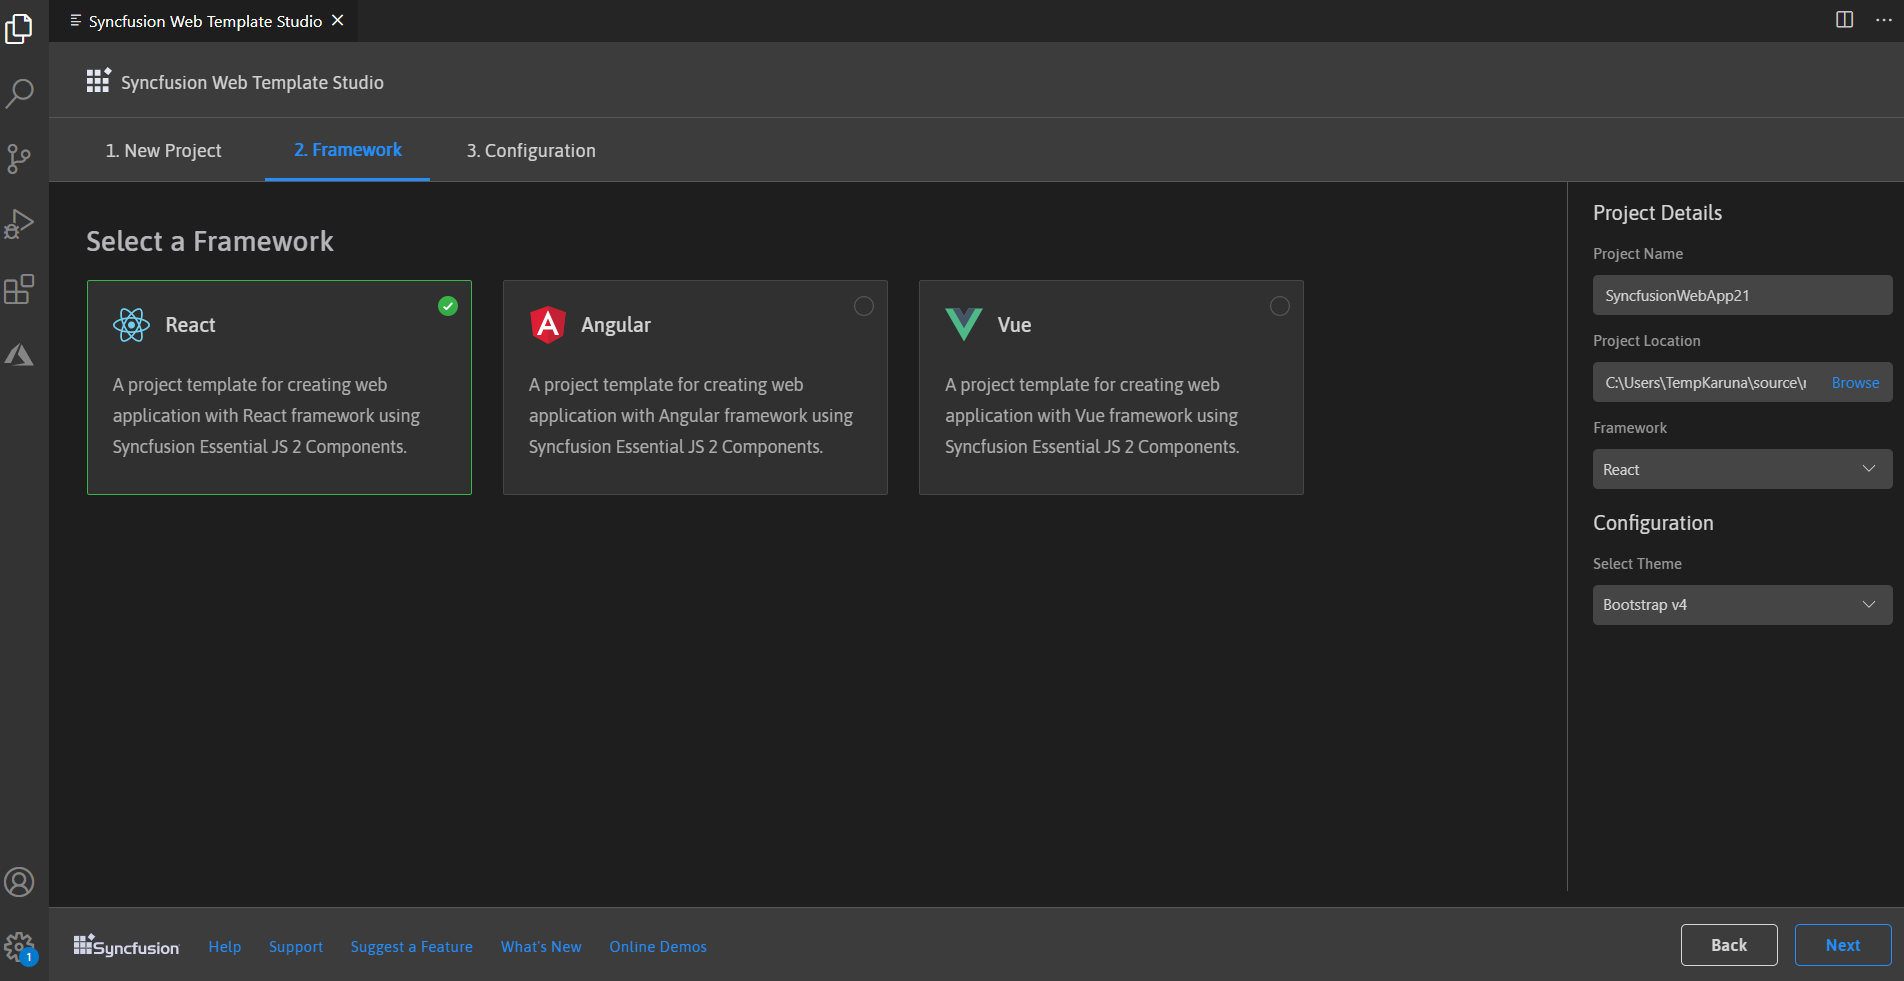 Syncfusion Web Template Studio
Syncfusion Web Template Studio
1. New Project
2. Framework
3. Configuration
Select a Framework
React
A project template for creating web
application with React framework using
Syncfusion Essential JS 2 Components.
Angular
A project template for creating web
application with Angular framework using
Syncfusion Essential JS 2 Components.
Vue
A project template for creating web
application with Vue framework using
Syncfusion Essential JS 2 Components.
Project Details
Project Name
SyncfusionWebApp21
Project Location
C:\Users\TempKaruna\source\ Browse
Framework
React
Configuration
Select Theme
Bootstrap v4
1
Syncfusion
Help
Support
Suggest a Feature
What's New
Online Demos
Back
Next